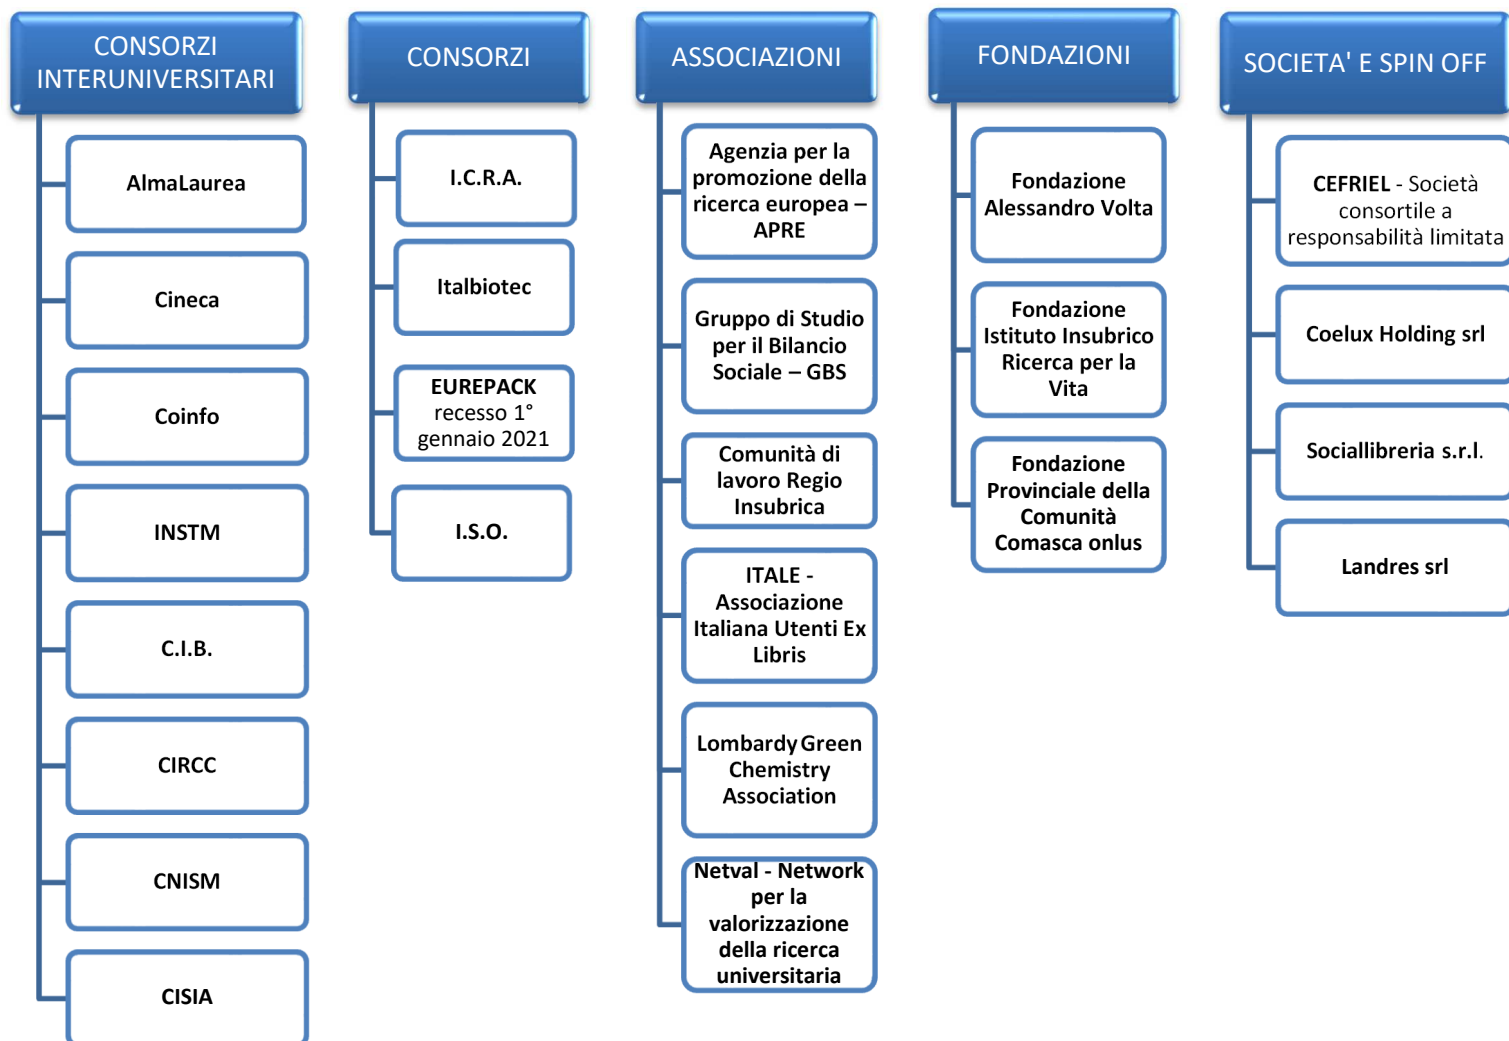 CONSORZI
INTERUNIVERSITARI
AlmaLaurea
Cineca
Coinfo
INSTM
C.I.B.
CIRCC
CNISM
CISIA
CONSORZI
I.C.R.A.
Italbiotec
EUREPACK
recesso 1°
gennaio 2021
I.S.O.
ASSOCIAZIONI
Agenzia per la
promozione della
ricerca europea –
APRE
Gruppo di Studio
per il Bilancio
Sociale – GBS
Comunità di
lavoro Regio
Insubrica
ITALE -
Associazione
Italiana Utenti Ex
Libris
Lombardy Green
Chemistry
Association
Netval - Network
per la
valorizzazione
della ricerca
universitaria
FONDAZIONI
Fondazione
Alessandro Volta
Fondazione
Istituto Insubrico
Ricerca per la
Vita
Fondazione
Provinciale della
Comunità
Comasca onlus
SOCIETA' E SPIN OFF
CEFRIEL - Società
consortile a
responsabilità limitata
Coelux Holding srl
Sociallibreria s.r.l.
Landres srl